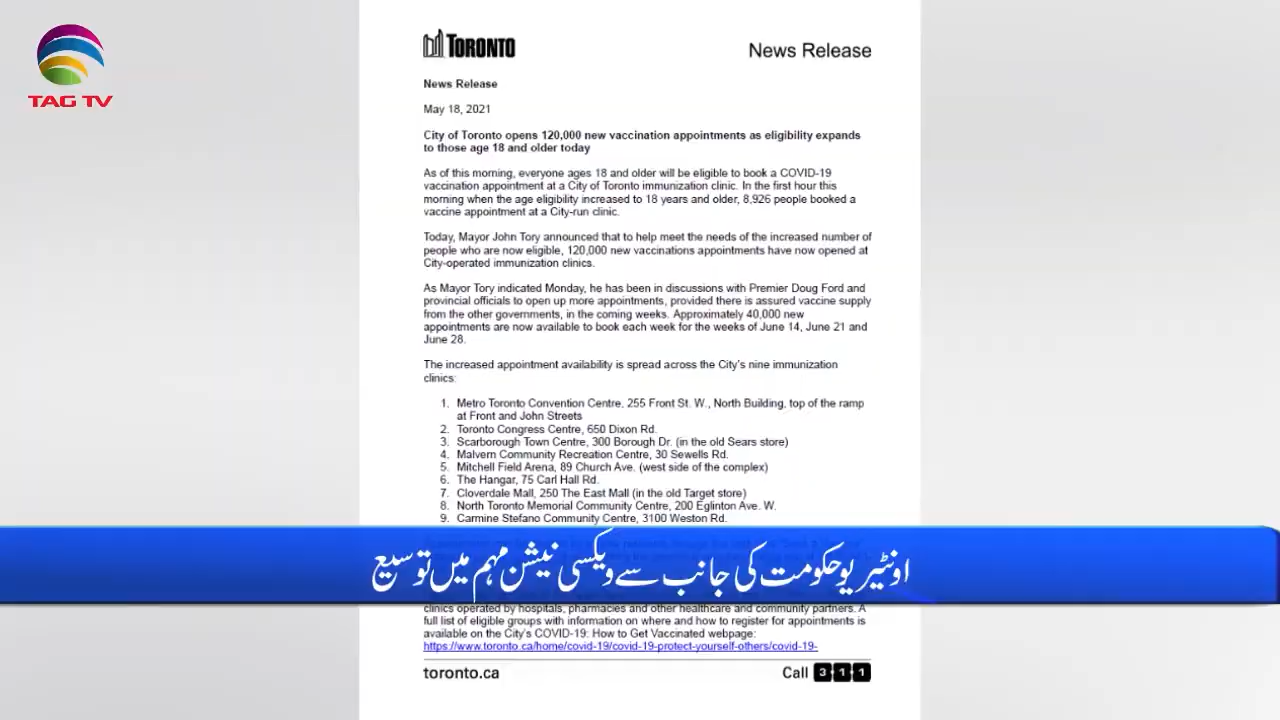 TAG TV
TORONTO
News Release
News Release
May 18, 2021
City of Toronto opens 120,000 new vaccination appointments as eligibility expands
to those age 18 and older today
As of this morning, everyone ages 18 and older will be eligible to book a COVID-19
vaccination appointment at a City of Toronto immunization clinic. In the first hour this
morning when the age eligibility increased to 18 years and older, 8,926 people booked a
vaccine appointment at a City-run clinic.
Today, Mayor John Tory announced that to help meet the needs of the increased number of
people who are now eligible, 120,000 new vaccinations appointments have now opened at
City-operated immunization clinics.
As Mayor Tory indicated Monday, he has been in discussions with Premier Doug Ford and
provincial officials to open up more appointments, provided there is assured vaccine supply
from the other governments, in the coming weeks. Approximately 40,000 new
appointments are now available to book each week for the weeks of June 14, June 21 and
June 28.
The increased appointment availability is spread across the City's nine immunization
clinics:
1. Metro Toronto Convention Centre, 255 Front St. W., North Building, top of the ramp
at Front and John Streets
2. Toronto Congress Centre, 650 Dixon Rd.
3. Scarborough Town Centre, 300 Borough Dr. (in the old Sears store)
4. Malvern Community Recreation Centre, 30 Sewells Rd.
5. Mitchell Field Arena, 89 Church Ave. (west side of the complex)
6. The Hangar, 75 Carl Hall Rd.
7. Cloverdale Mall, 250 The East Mall (in the old Target store)
8. North Toronto Memorial Community Centre, 200 Eglinton Ave. W.
9. Carmine Stefano Community Centre, 3100 Weston Rd.
اونٹیریو حکومت کی جانب سے ویکسی نیشن مہم میں توسیع
clinics operated by hospitals, pharmacies and other healthcare and community partners. A
full list of eligible groups with information on where and how to register for appointments is
available on the City's COVID-19: How to Get Vaccinated webpage:
https://www.toronto.ca/home/covid-19/covid-19-protect-yourself-others/covid-19-
toronto.ca
Call 311